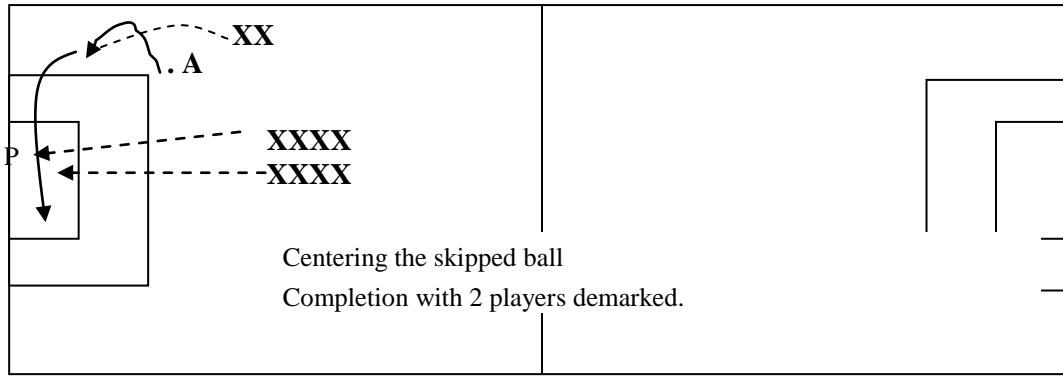 XX
. A
XXXX
P
XXXX
Centering the skipped ball
Completion with 2 players demarked.